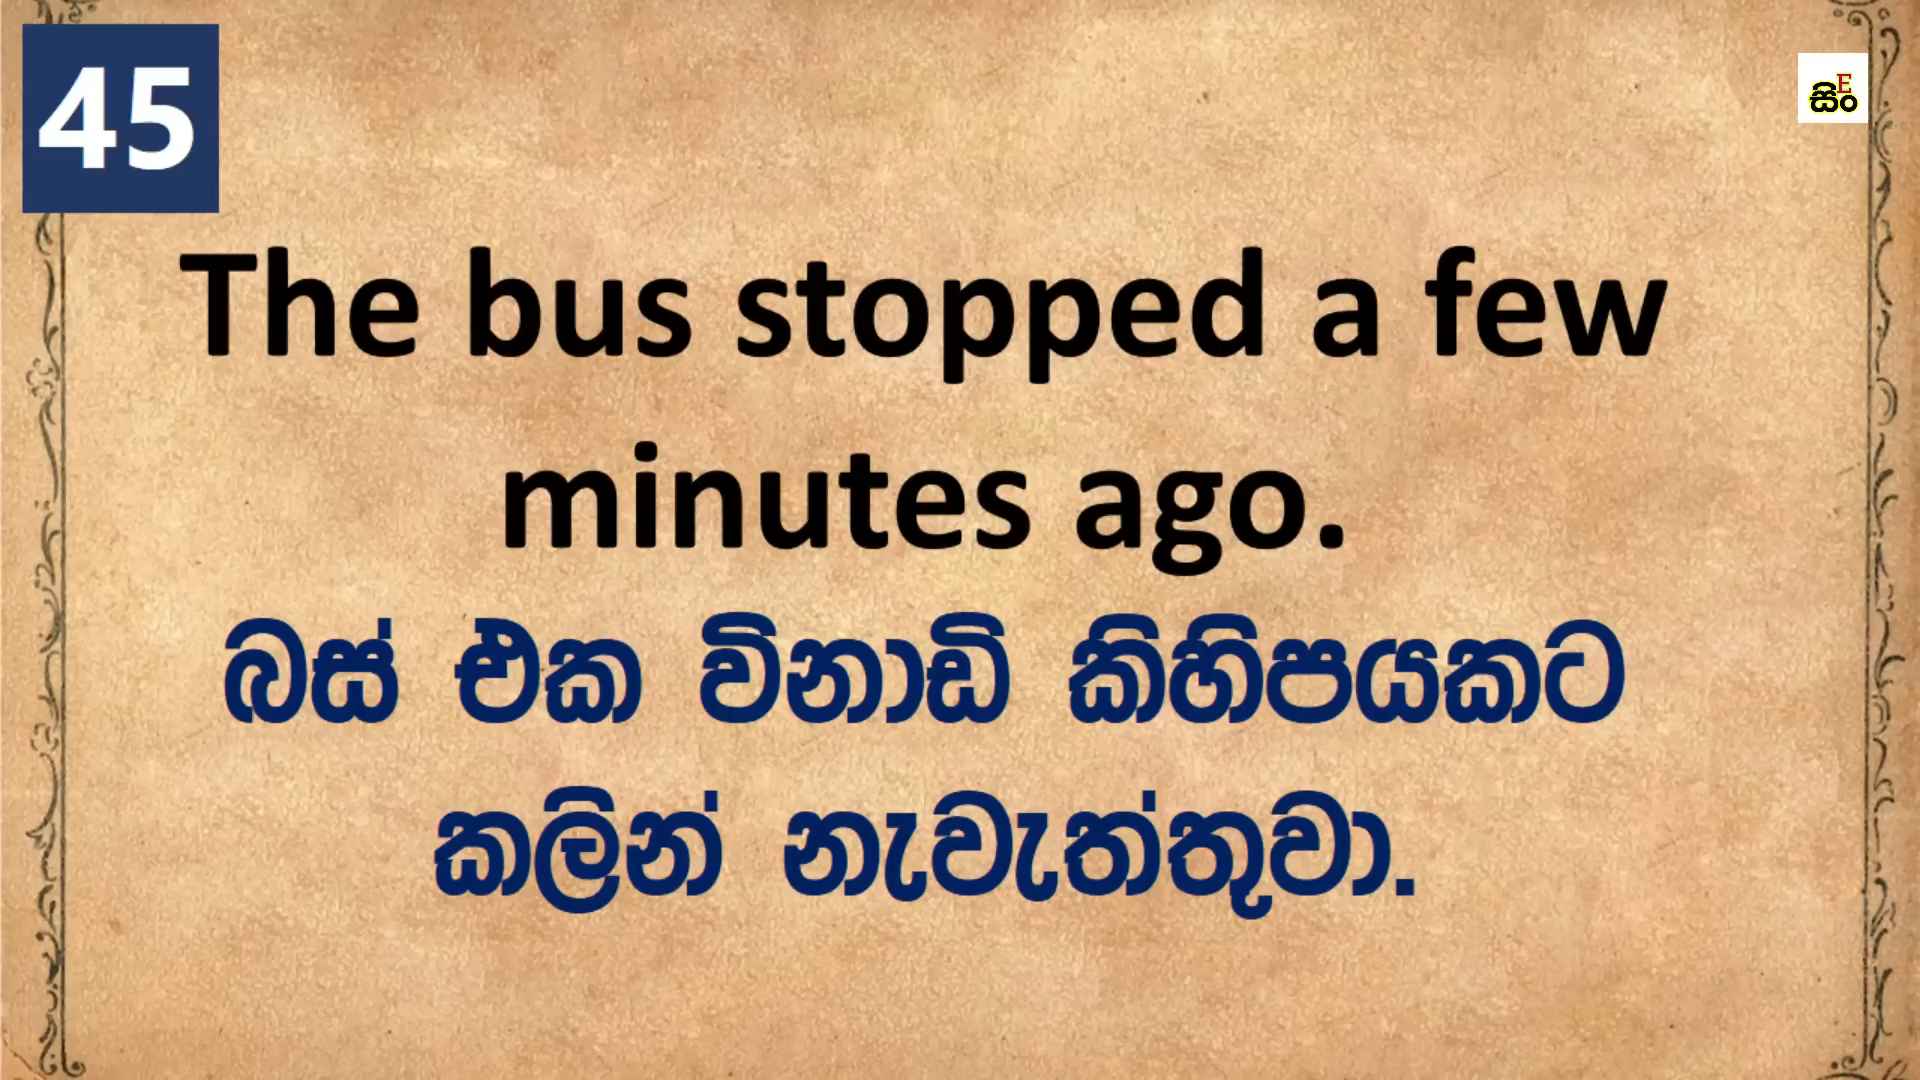 45
සිං
E
The bus stopped a few
minutes ago.
බස් එක විනාඩි කිහිපයකට
කලින් නැවැත්තුවා.